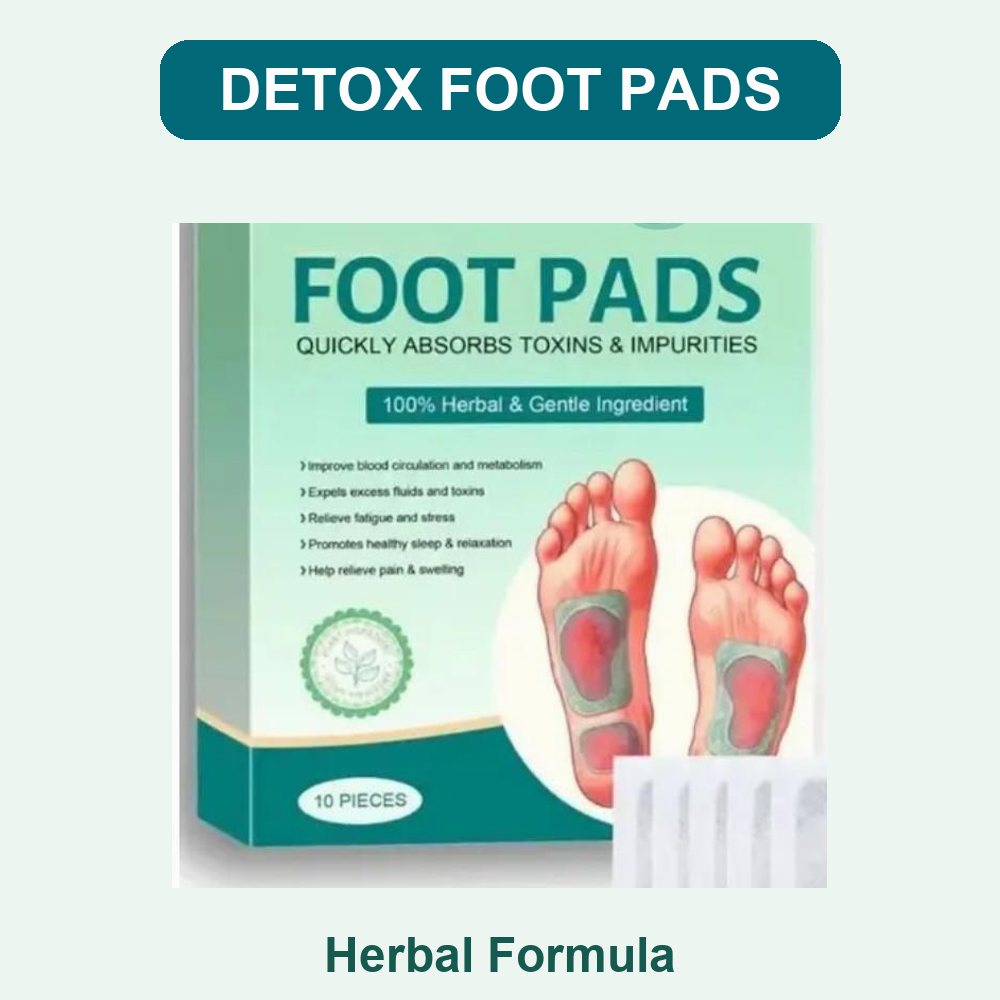 DETOX FOOT PADS
FOOT PADS
QUICKLY ABSORBS TOXINS & IMPURITIES
100% Herbal & Gentle Ingredient
Improve blood circulation and metabolism
Expels excess fluids and toxins
Relieve fatigue and stress
Promotes healthy sleep & relaxation
Help relieve pain & swelling
10 PIECES
Herbal Formula